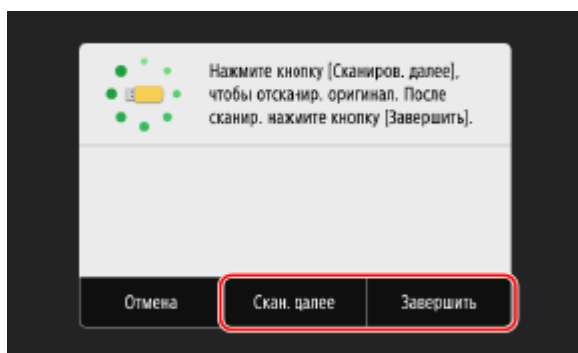 Нажмите кнопку [Сканиров. далее],
чтобы отсканир. оригинал. После
сканир. нажмите кнопку [Завершить].
Отмена
Скан. далее
Завершить